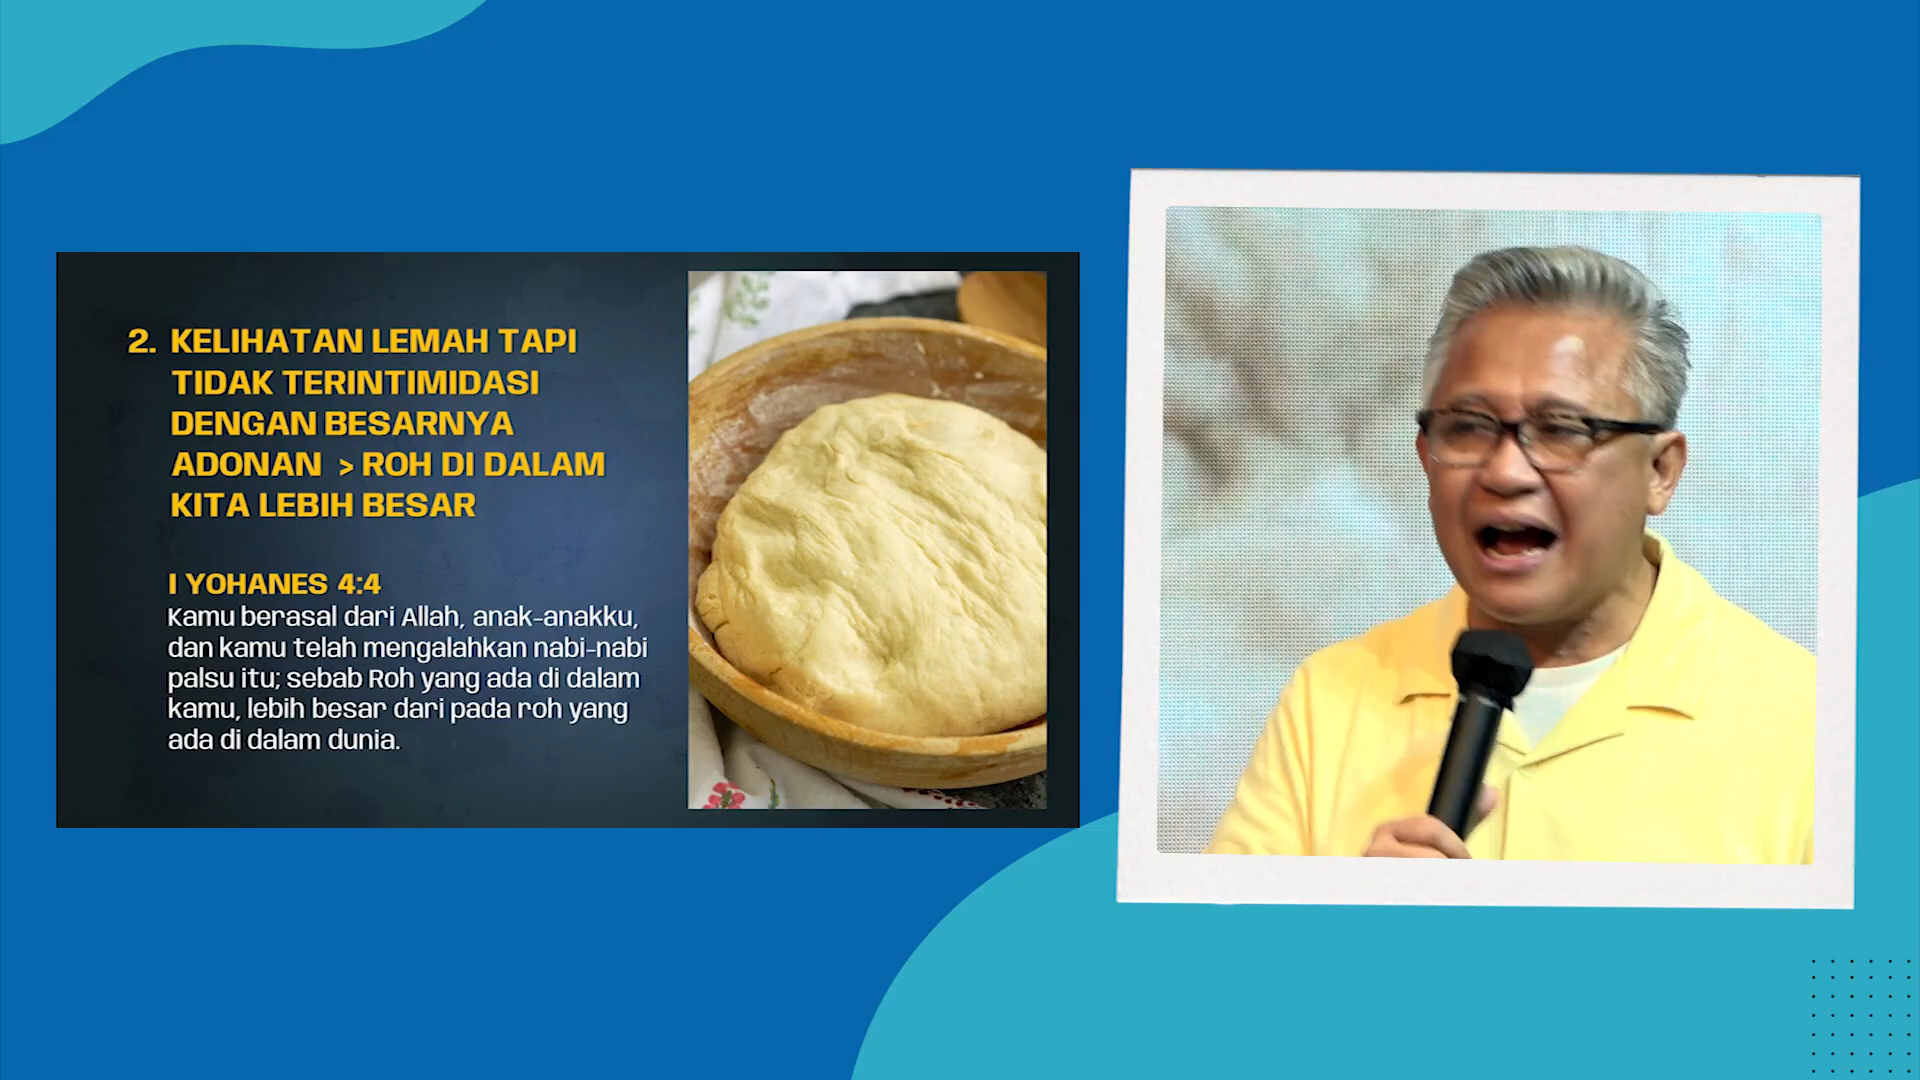 2. KELIHATAN LEMAH TAPI
TIDAK TERINTIMIDASI
DENGAN BESARNYA
ADONAN > ROH DI DALAM
KITA LEBIH BESAR
I YOHANES 4:4
Kamu berasal dari Allah, anak-anakku,
dan kamu telah mengalahkan nabi-nabi
palsu itu; sebab Roh yang ada di dalam
kamu, lebih besar dari pada roh yang
ada di dalam dunia.